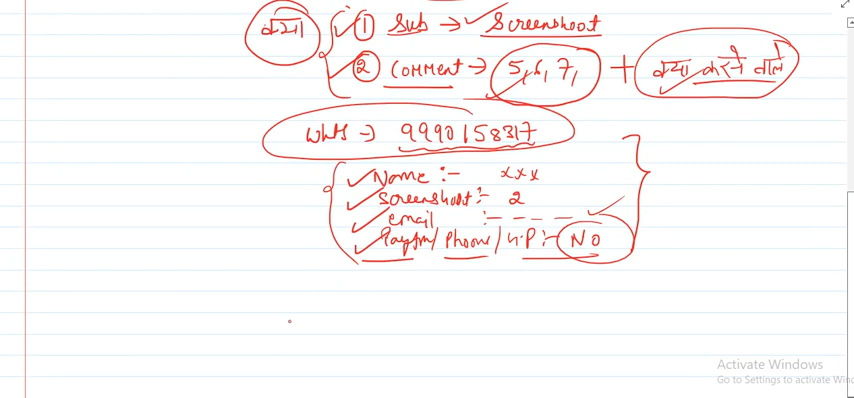 क्या ① Sub → Screenshoot
② Comment → 5,6,7, + क्या करने वाले
Whts → 9990158317
Name :- xxx
Screenshoot :- 2
email :- - - - -
Paytm/Phone/G.P :- NO
Activate Windows
Go to Settings to activate Win